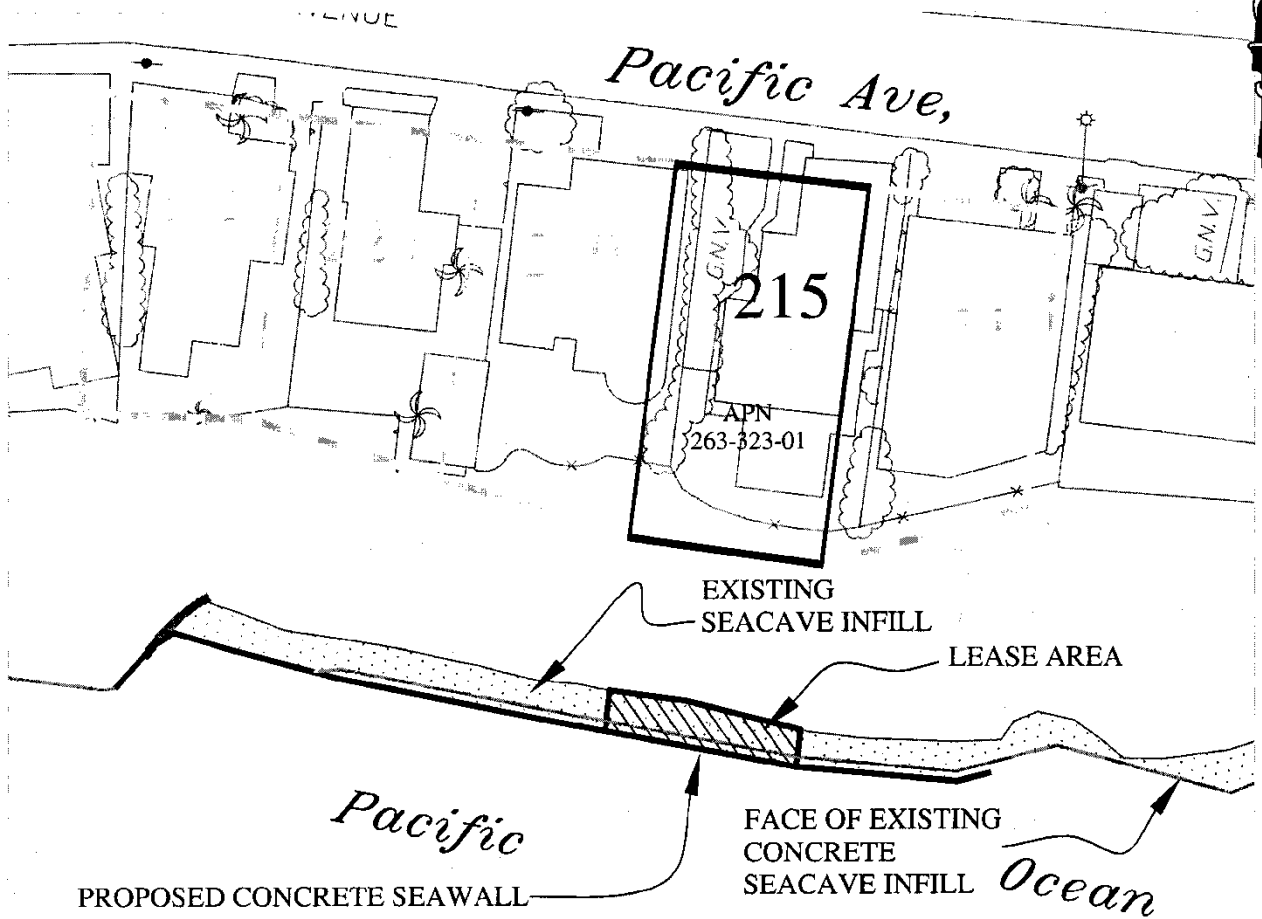 Pacific Ave,
G.N.V.
G.N.V.
215
APN
263-323-01
EXISTING
SEACAVE INFILL
LEASE AREA
Pacific
FACE OF EXISTING
CONCRETE
SEACAVE INFILL
Ocean
PROPOSED CONCRETE SEAWALL